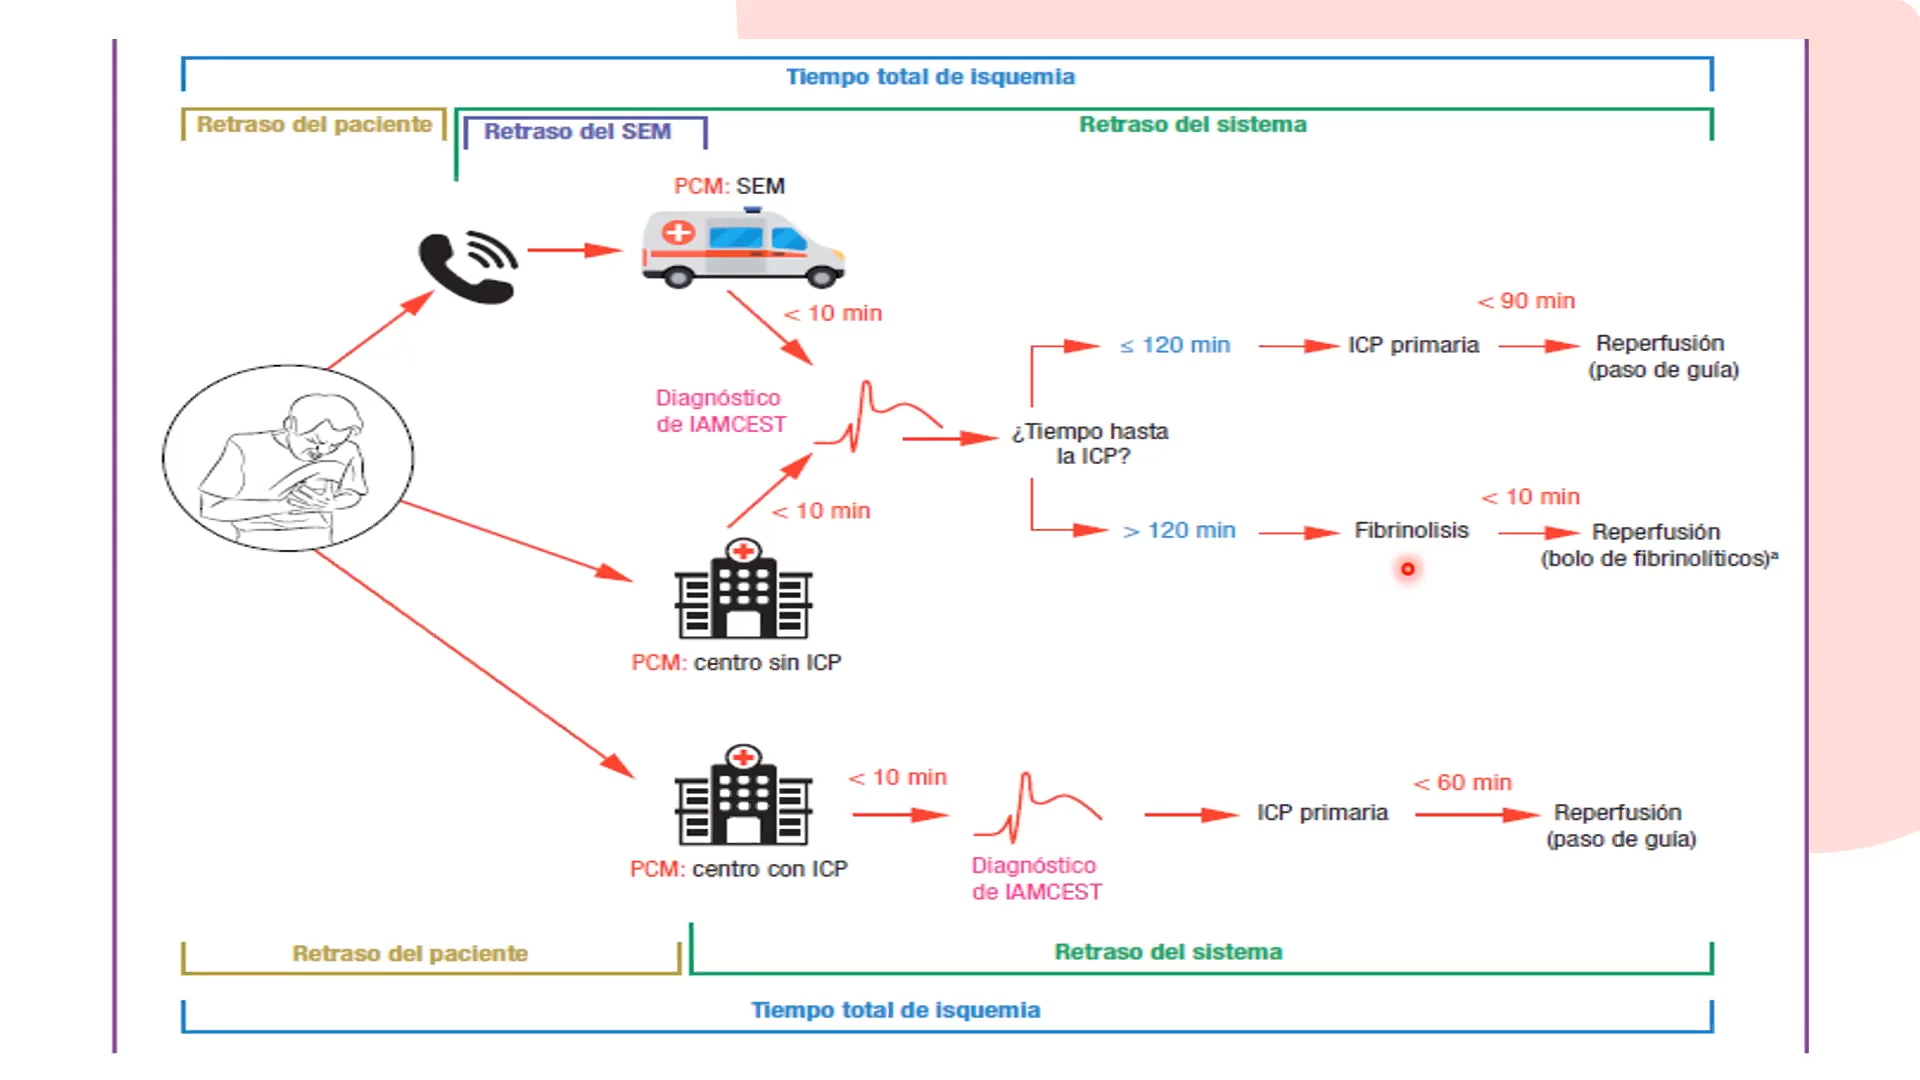 Tiempo total de isquemia
Retraso del paciente
Retraso del SEM
Retraso del sistema
PCM: SEM
< 10 min
Diagnóstico
de IAMCEST
< 10 min
PCM: centro sin ICP
¿Tiempo hasta
la ICP?
≤ 120 min
ICP primaria
< 90 min
Reperfusión
(paso de guía)
> 120 min
Fibrinolisis
< 10 min
Reperfusión
(bolo de fibrinolíticos)ª
PCM: centro con ICP
< 10 min
Diagnóstico
de IAMCEST
ICP primaria
< 60 min
Reperfusión
(paso de guía)
Retraso del paciente
Retraso del sistema
Tiempo total de isquemia